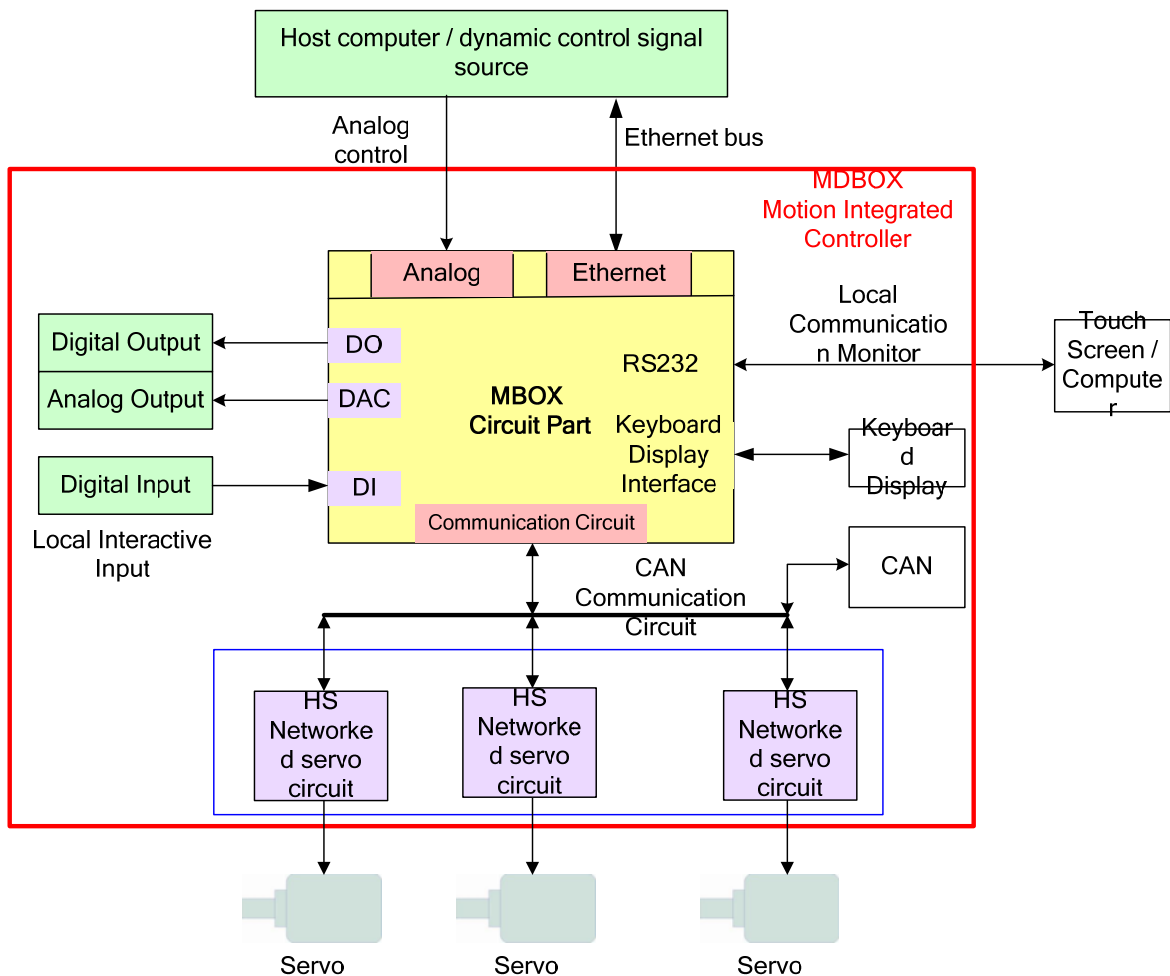 Host computer / dynamic control signal
source
Analog
control
Ethernet bus
MDBOX
Motion Integrated
Controller
Analog
Ethernet
Local
Communicatio
n Monitor
Touch
Screen /
Compute
r
Digital Output
DO
RS232
Analog Output
DAC
MBOX
Circuit Part
Keyboard
Display
Interface
Keyboar
d
Display
Digital Input
DI
Local Interactive
Input
Communication Circuit
CAN
Communication
Circuit
CAN
HS
Networke
d servo
circuit
HS
Networke
d servo
circuit
HS
Networke
d servo
circuit
Servo
Servo
Servo